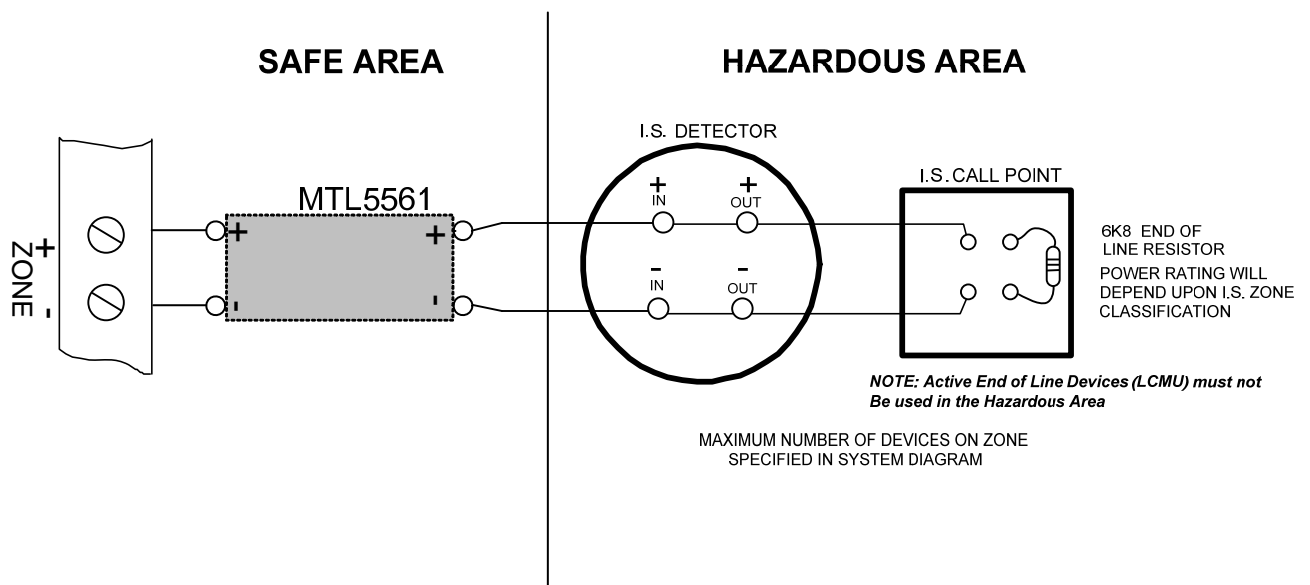 SAFE AREA
HAZARDOUS AREA
I.S. DETECTOR
I.S. CALL POINT
MTL5561
+
ZONE
-
+
-
+
-
+
IN
+
OUT
-
IN
-
OUT
6K8 END OF
LINE RESISTOR
POWER RATING WILL
DEPEND UPON I.S. ZONE
CLASSIFICATION
NOTE: Active End of Line Devices (LCMU) must not
Be used in the Hazardous Area
MAXIMUM NUMBER OF DEVICES ON ZONE
SPECIFIED IN SYSTEM DIAGRAM